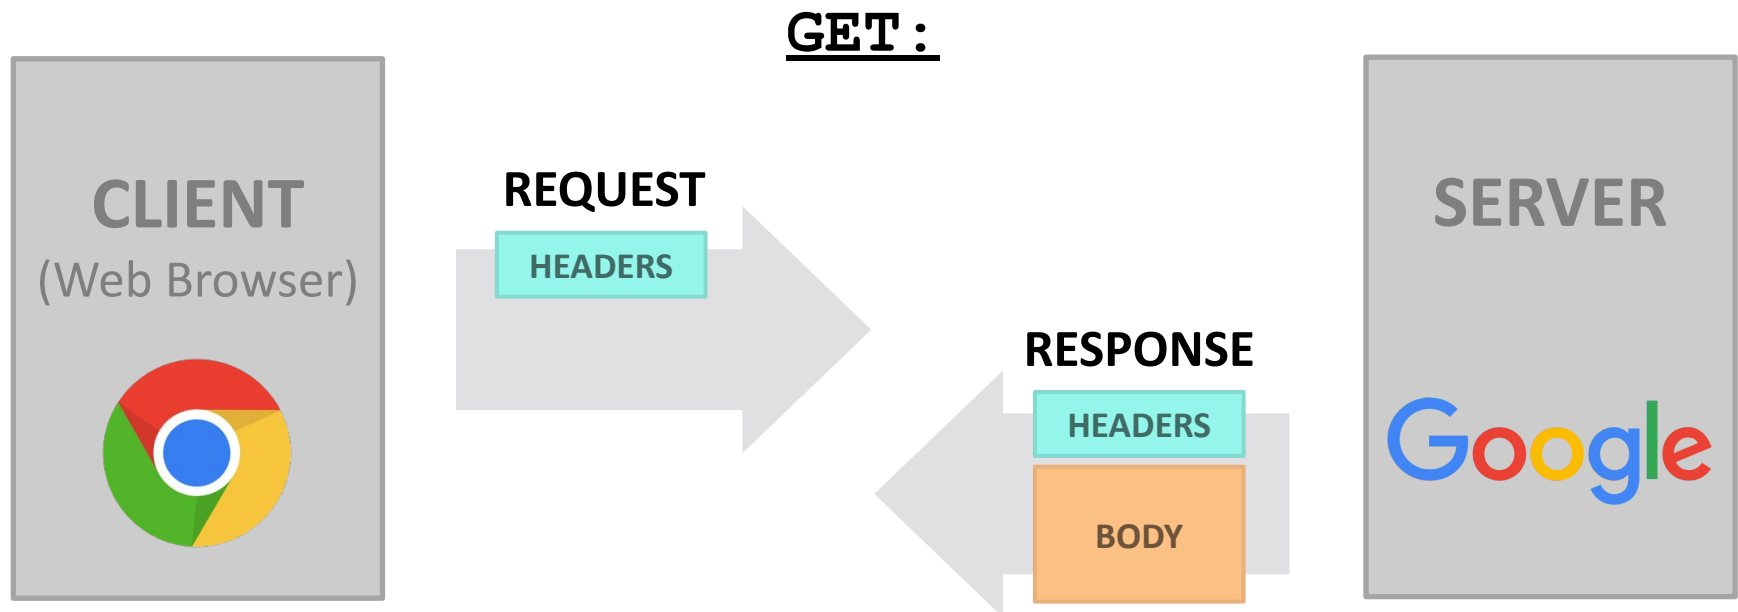 GET:
CLIENT
(Web Browser)
REQUEST
HEADERS
RESPONSE
HEADERS
BODY
SERVER
Google